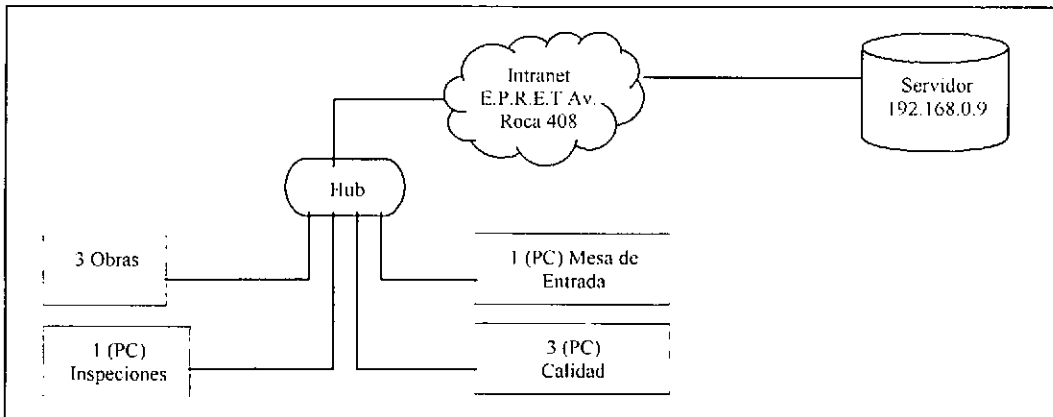 Intranet
E.P.R.E.T Av.
Roca 408
Servidor
192.168.0.9
Hub
3 Obras
1 (PC) Mesa de
Entrada
1 (PC)
Inspeciones
3 (PC)
Calidad